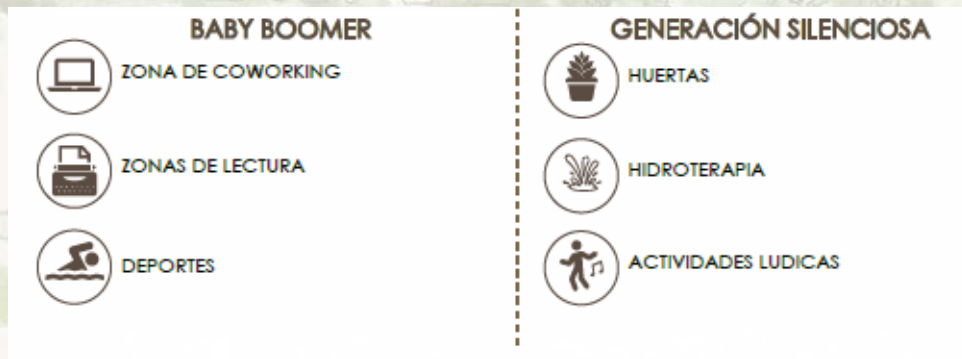 BABY BOOMER
ZONA DE COWORKING
ZONAS DE LECTURA
DEPORTES
GENERACIÓN SILENCIOSA
HUERTAS
HIDROTERAPIA
ACTIVIDADES LUDICAS